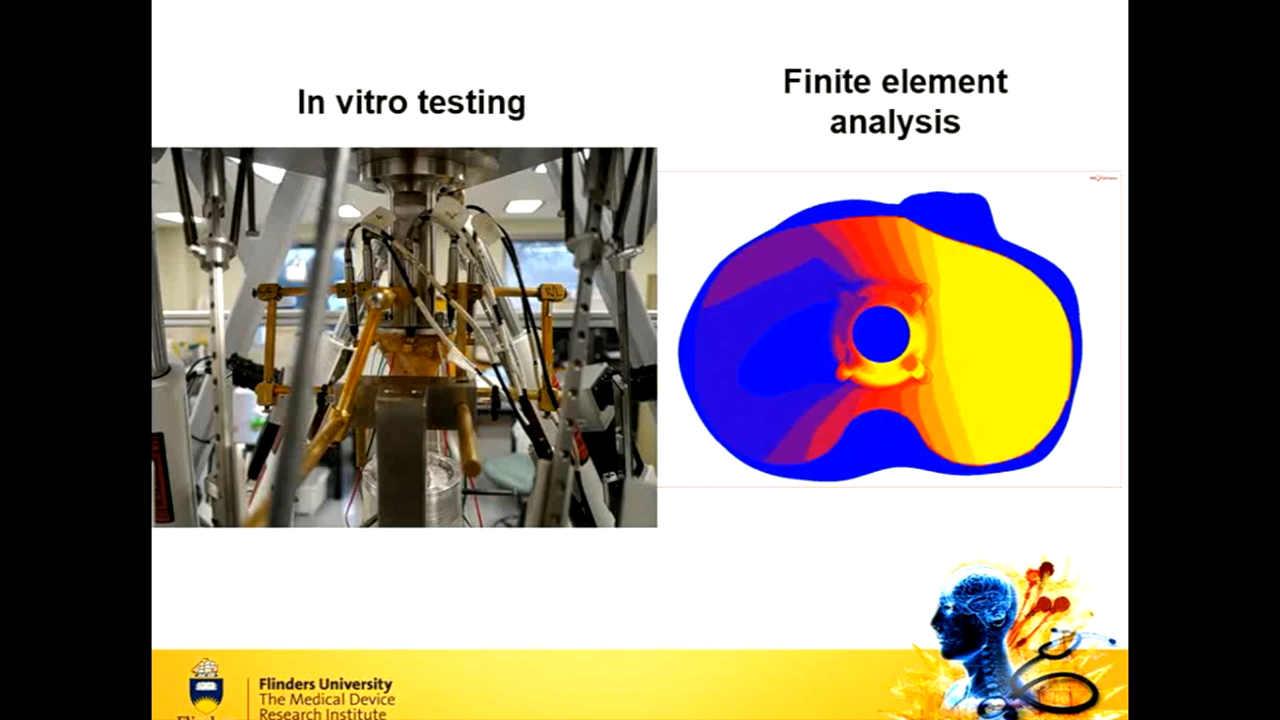 In vitro testing
Finite element
analysis
Flinders University
The Medical Device
Research Institute